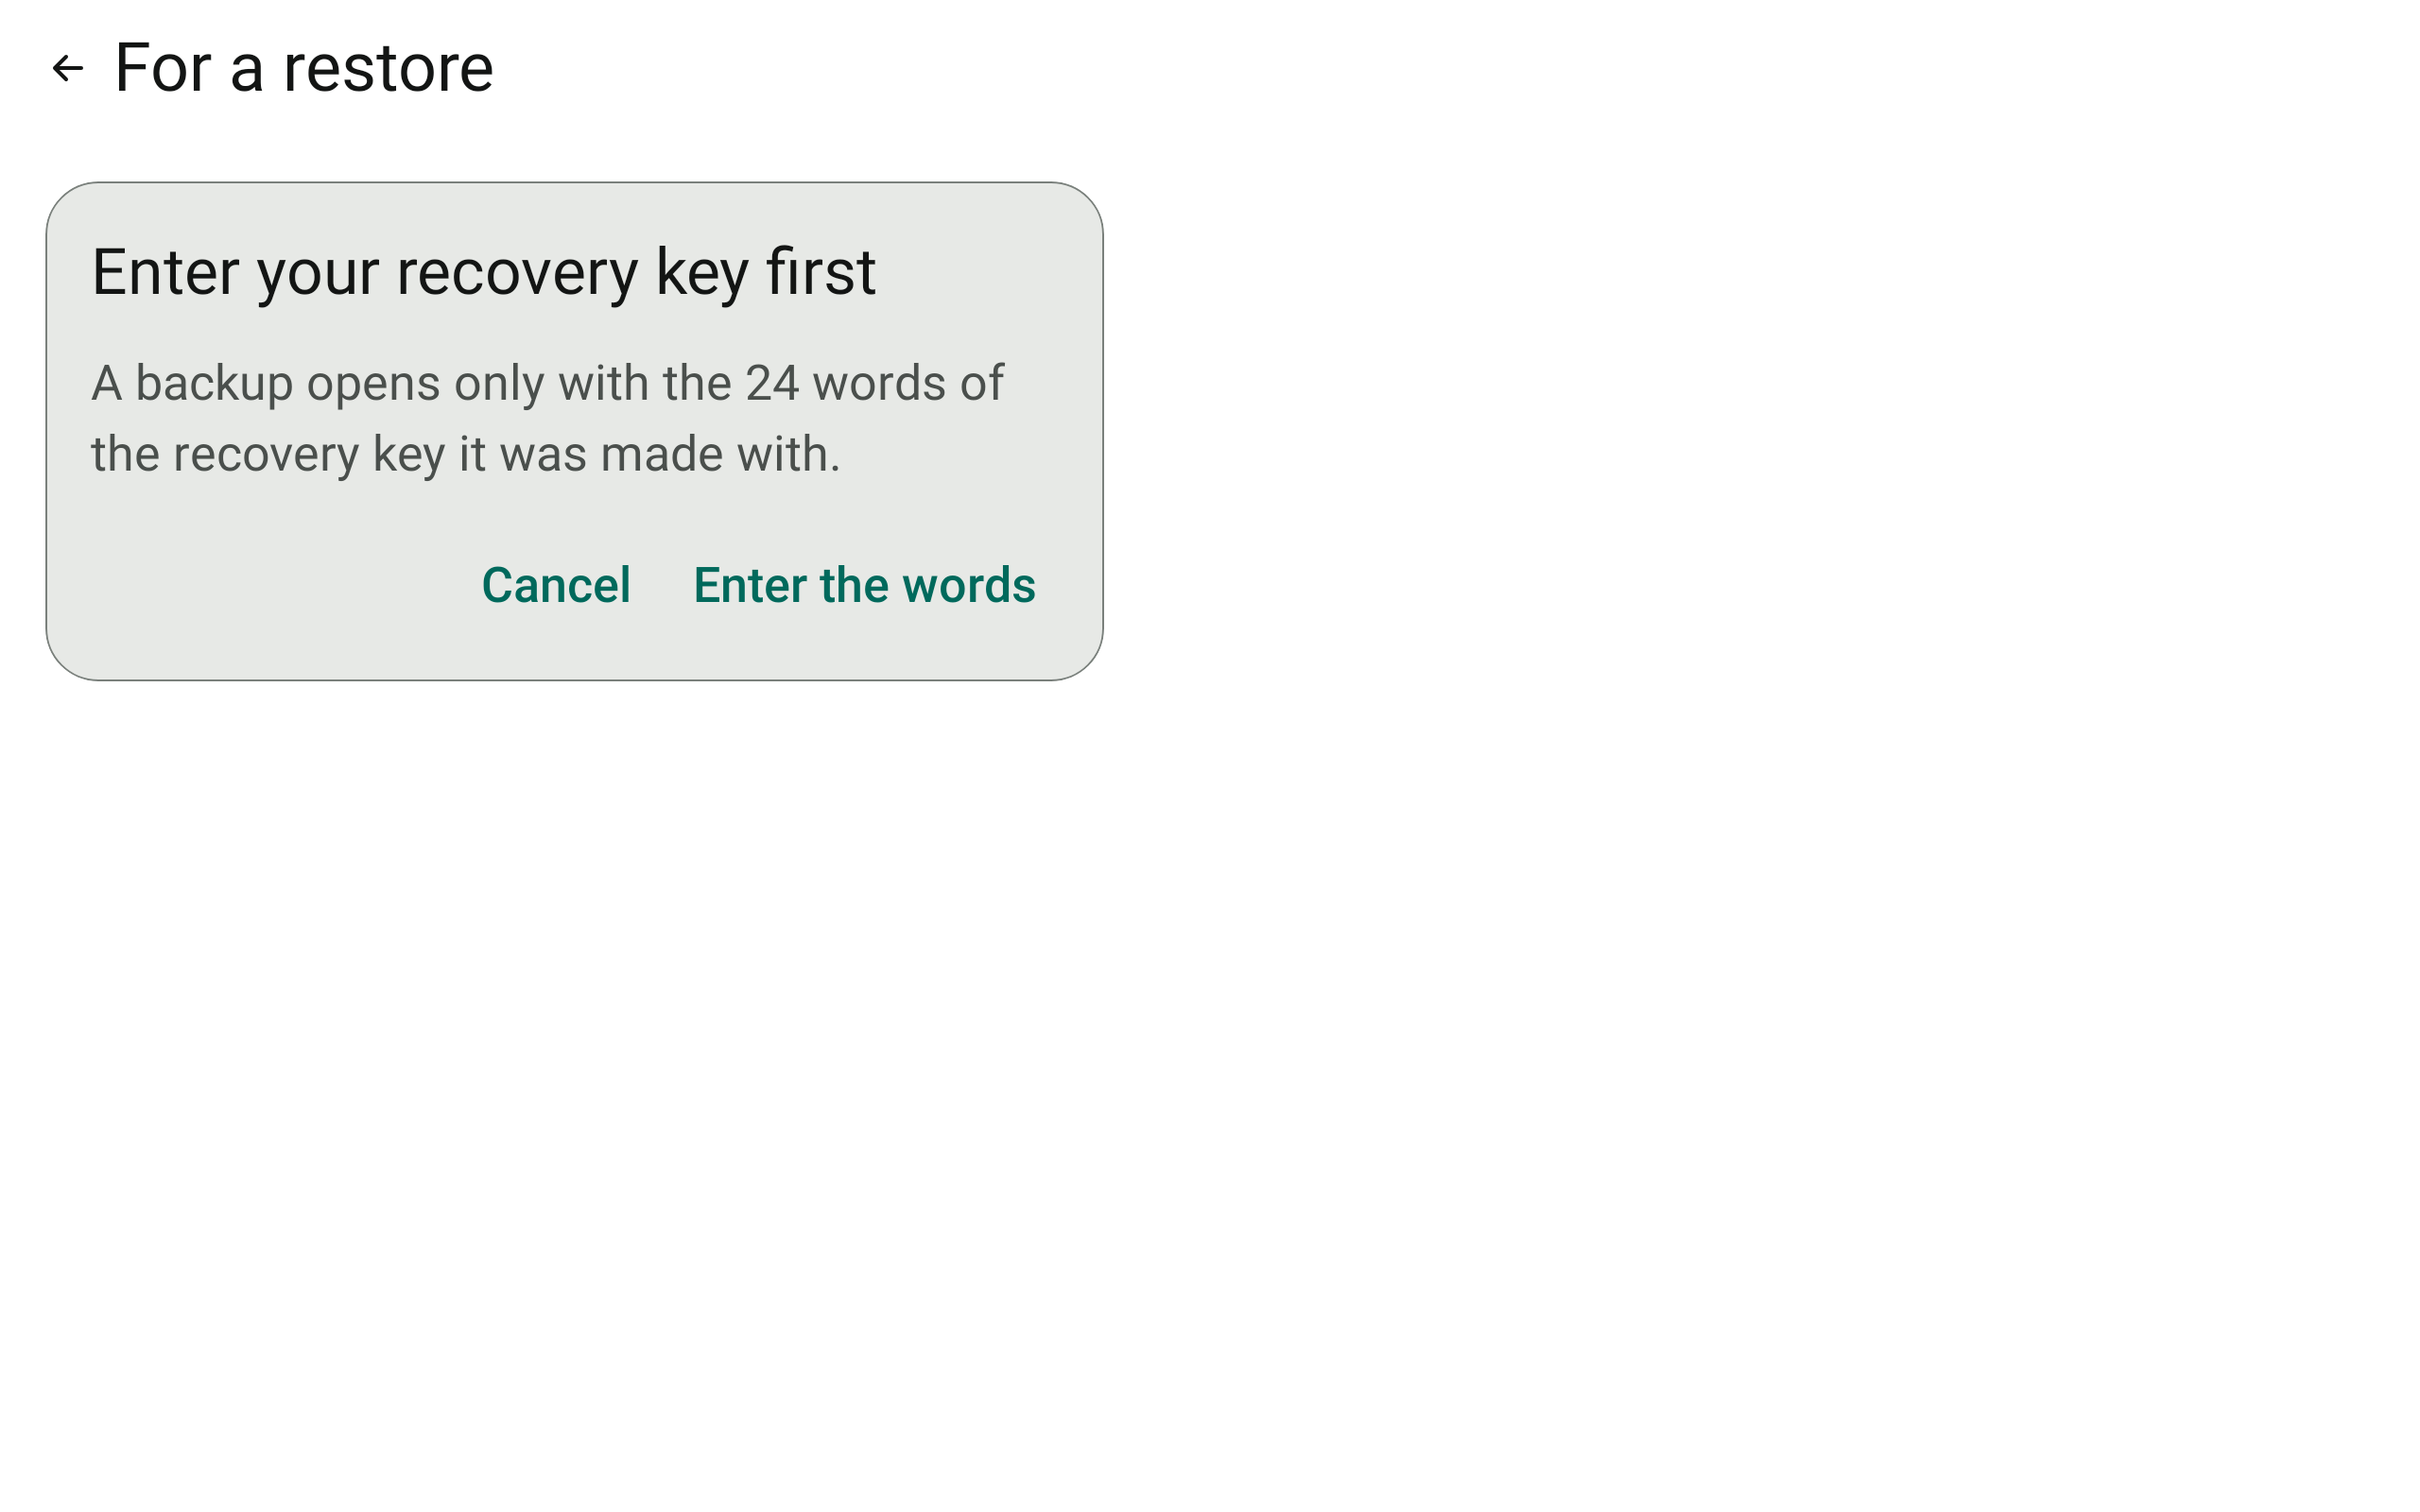 For a restore
Enter your recovery key first
A backup opens only with the 24 words of
the recovery key it was made with.
Cancel Enter the words